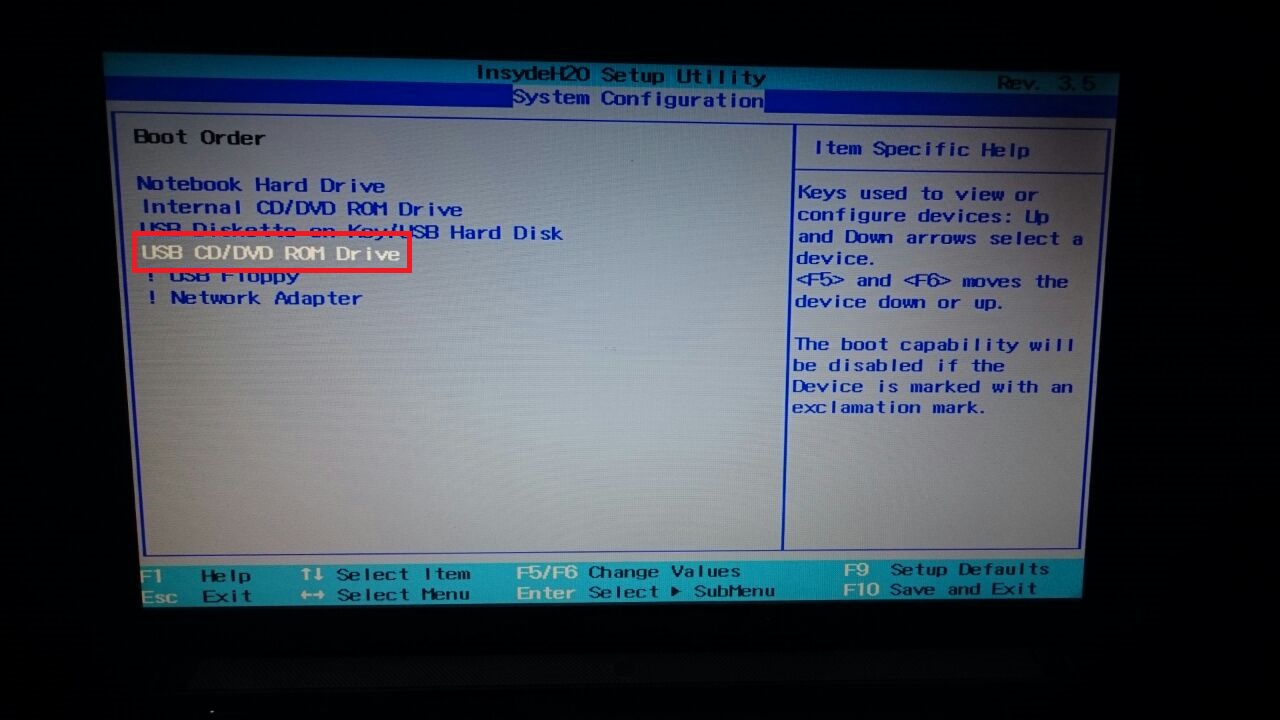 InsydeH2O Setup Utility
Rev. 3.5
System Configuration
Boot Order
Notebook Hard Drive
Internal CD/DVD ROM Drive
USB Diskette on Key/USB Hard Disk
USB CD/DVD ROM Drive
! USB Floppy
! Network Adapter
Item Specific Help
Keys used to view or
configure devices: Up
and Down arrows select a
device.
<F5> and <F6> moves the
device down or up.
The boot capability will
be disabled if the
Device is marked with an
exclamation mark.
F1 Help ↑↓ Select Item F5/F6 Change Values F9 Setup Defaults
Esc Exit ←→ Select Menu Enter Select ▶ SubMenu F10 Save and Exit